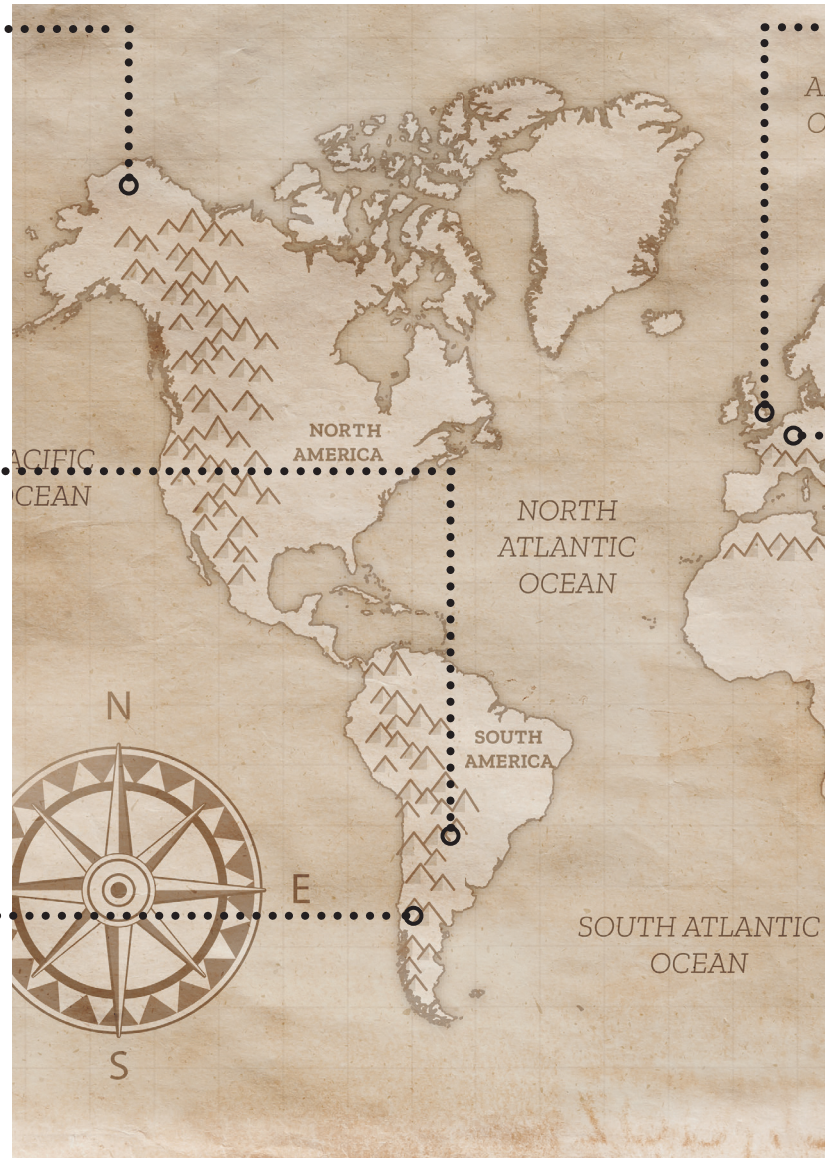 A
O
NORTH
AMERICA
ACIFIC
OCEAN
NORTH
ATLANTIC
OCEAN
N
SOUTH
AMERICA
E
SOUTH ATLANTIC
OCEAN
S